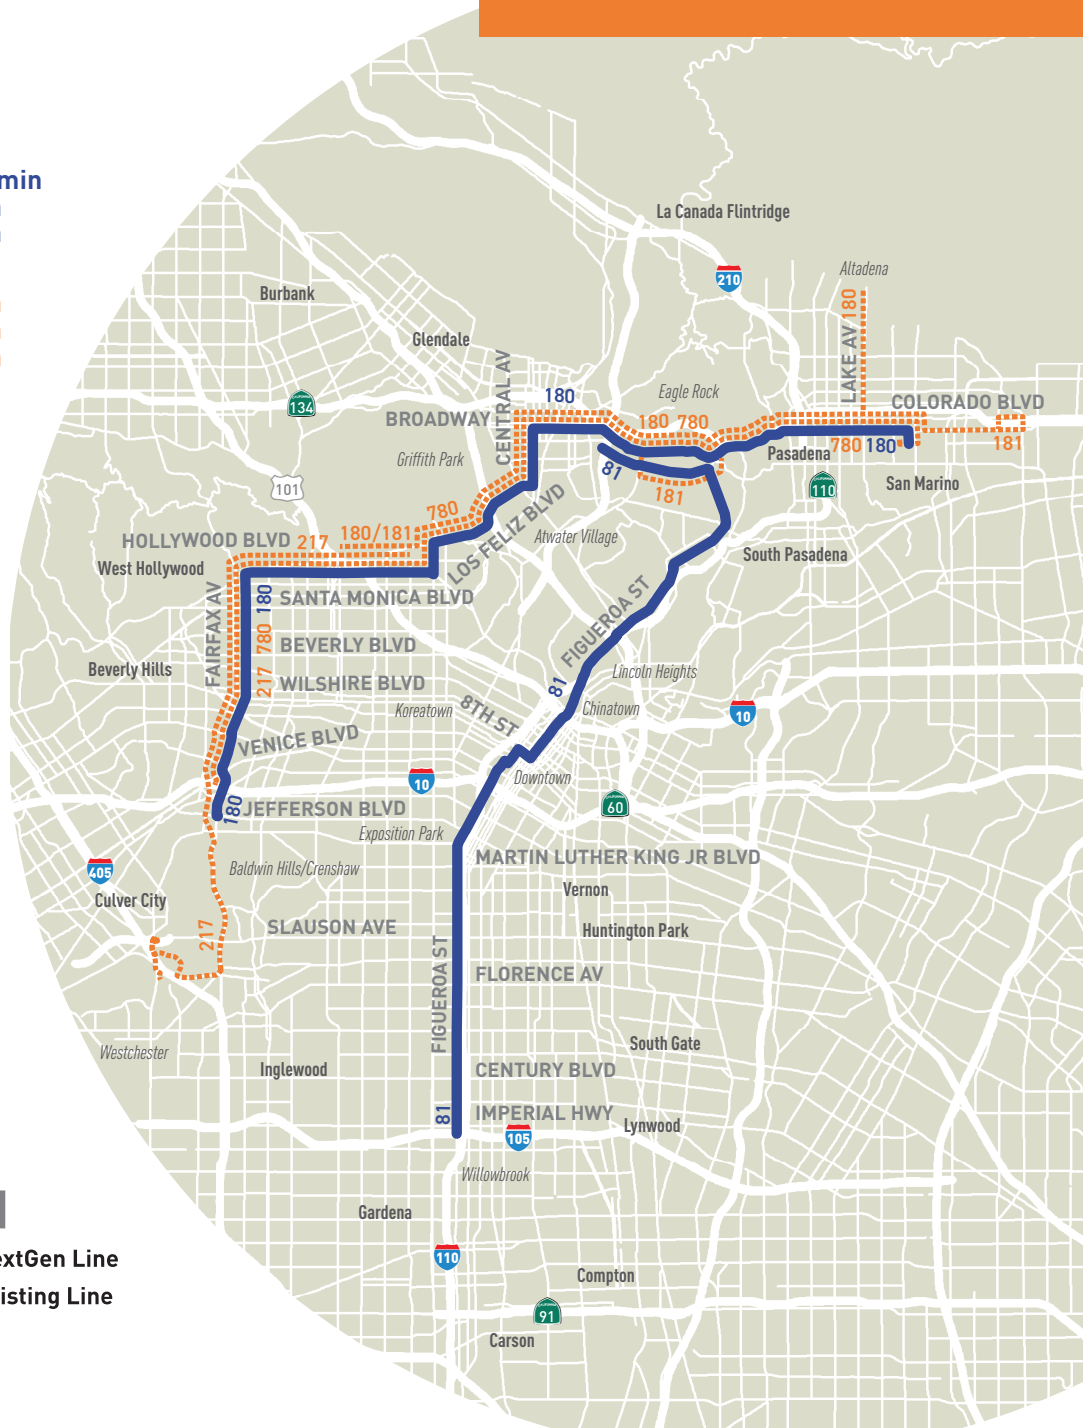 min
La Canada Flintridge
210
Altadena
180
Burbank
Glendale
LAKE AV
CENTRAL AV
180
Eagle Rock
134
BROADWAY
COLORADO BLVD
180 780
Pasadena
780
180
181
Griffith Park
81
181
101
110
San Marino
780
LOS FELIZ BLVD
HOLLYWOOD BLVD
217
180/181
Atwater Village
South Pasadena
West Hollywood
FAIRFAX AV
180
SANTA MONICA BLVD
FIGUEROA ST
780
BEVERLY BLVD
Beverly Hills
217
WILSHIRE BLVD
81
Lincoln Heights
Koreatown
8TH ST
Chinatown
10
VENICE BLVD
10
Downtown
180
JEFFERSON BLVD
60
Exposition Park
MARTIN LUTHER KING JR BLVD
405
Baldwin Hills/Crenshaw
Culver City
Vernon
217
SLAUSON AVE
Huntington Park
FIGUEROA ST
FLORENCE AV
Westchester
South Gate
Inglewood
CENTURY BLVD
81
IMPERIAL HWY
105
Lynwood
Willowbrook
Gardena
110
extGen Line
isting Line
Compton
91
Carson